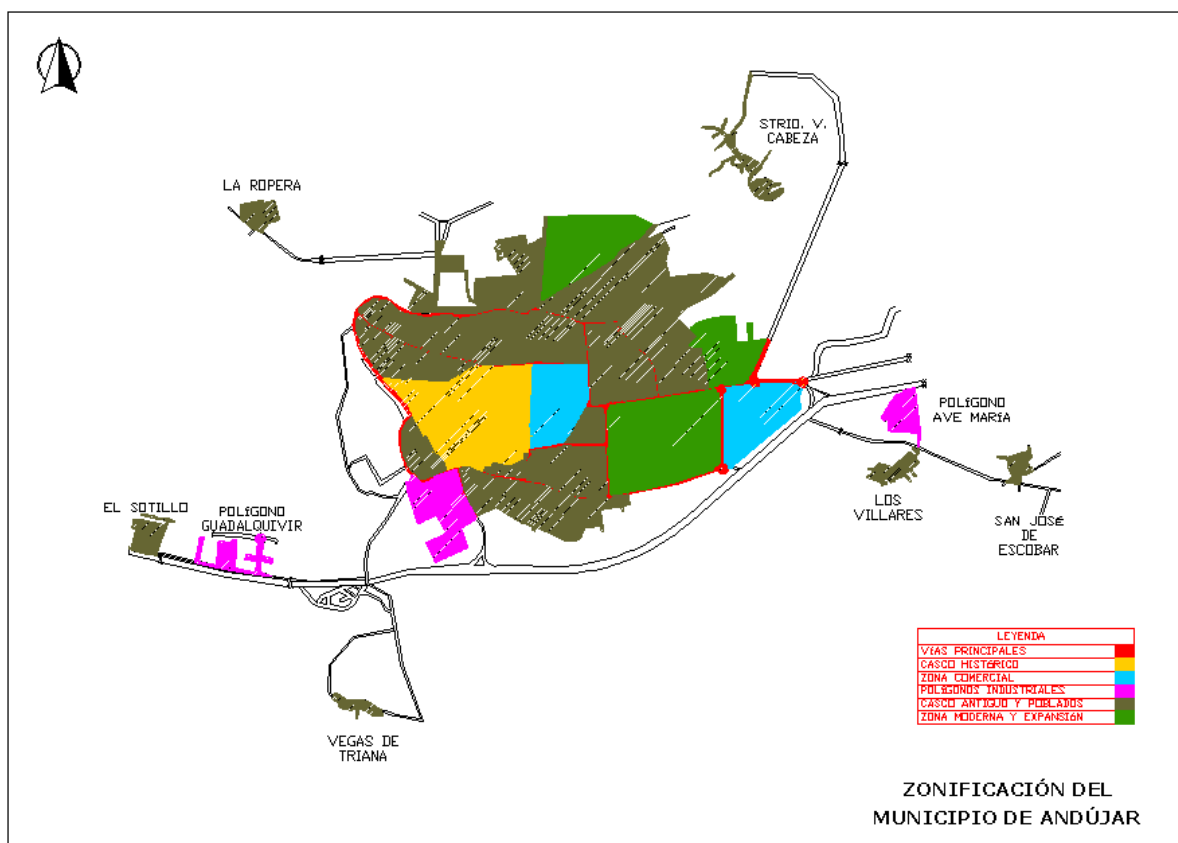 STRIO. V.
CABEZA
LA ROPERA
POLíGONO
AVE MARíA
EL SOTILLO
POLíGONO
GUADALQUIVIR
LOS
VILLARES
SAN JOSé
DE
ESCOBAR
VEGAS DE
TRIANA
LEYENDA
VíAS PRINCIPALES
CASCO HISTóRICO
ZONA COMERCIAL
POLíGONOS INDUSTRIALES
CASCO ANTIGUO Y POBLADOS
ZONA MODERNA Y EXPANSIóN
ZONIFICACIÓN DEL
MUNICIPIO DE ANDÚJAR